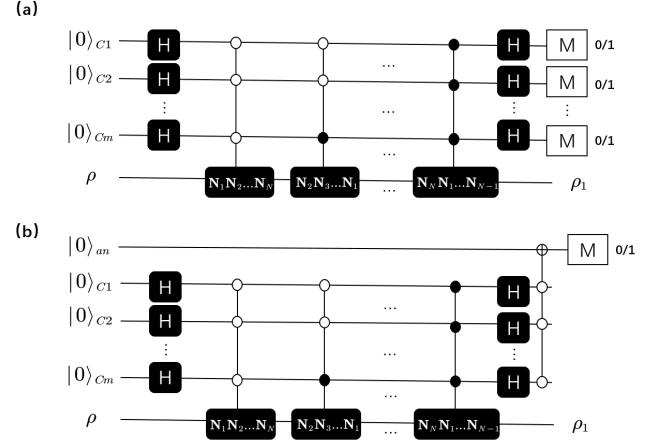 (a)
|0⟩C1 H ... H M 0/1
|0⟩C2 H ... H M 0/1
⋮ ⋮ ⋮
|0⟩Cm H ... H M 0/1
ρ N1N2...NN N2N3...N1 ... NNN1...NN−1 ρ1
(b)
|0⟩an M 0/1
|0⟩C1 H ... H
|0⟩C2 H ... H
⋮ ⋮
|0⟩Cm H ... H
ρ N1N2...NN N2N3...N1 ... NNN1...NN−1 ρ1